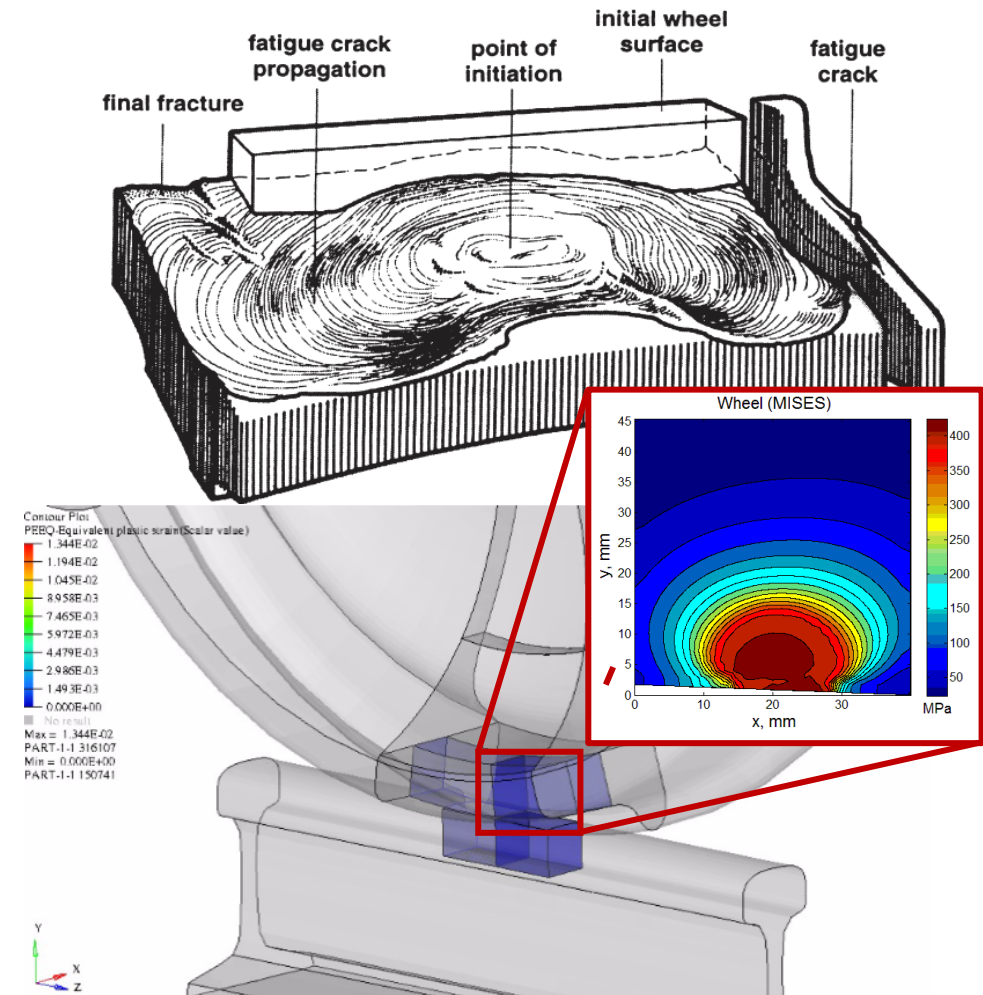 initial wheel
surface
fatigue crack
propagation
point of
initiation
fatigue
crack
final fracture
Wheel (MISES)
45
40
35
30
25
20
15
10
5
0
y, mm
0
10
20
30
x, mm
400
350
300
250
200
150
100
50
MPa
Contour Plot
PEEQ-Equivalent plastic strain(Scalar value)
1.344E-02
1.194E-02
1.045E-02
8.958E-03
7.465E-03
5.972E-03
4.479E-03
2.986E-03
1.493E-03
0.000E+00
No result
Max = 1.344E-02
PART-1-1 316107
Min = 0.000E+00
PART-1-1 150741
Y
X
Z